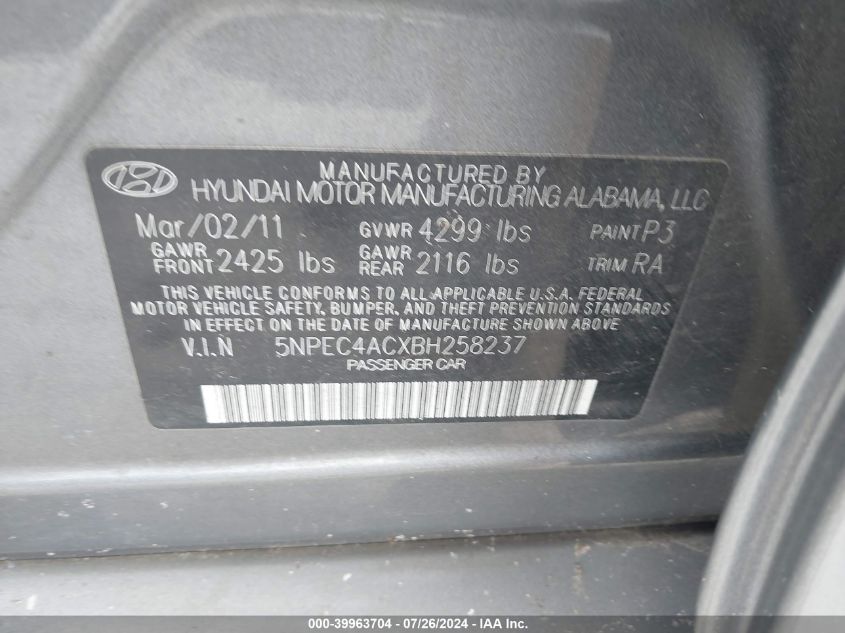 MANUFACTURED BY
HYUNDAI MOTOR MANUFACTURING ALABAMA, LLC
Mar/02/11 GVWR 4299 lbs PAINT P3
GAWR FRONT 2425 lbs GAWR REAR 2116 lbs TRIM RA
THIS VEHICLE CONFORMS TO ALL APPLICABLE U.S.A. FEDERAL
MOTOR VEHICLE SAFETY, BUMPER, AND THEFT PREVENTION STANDARDS
IN EFFECT ON THE DATE OF MANUFACTURE SHOWN ABOVE.
V.I.N 5NPEC4ACXBH258237
PASSENGER CAR
000-39963704 - 07/26/2024 - IAA Inc.